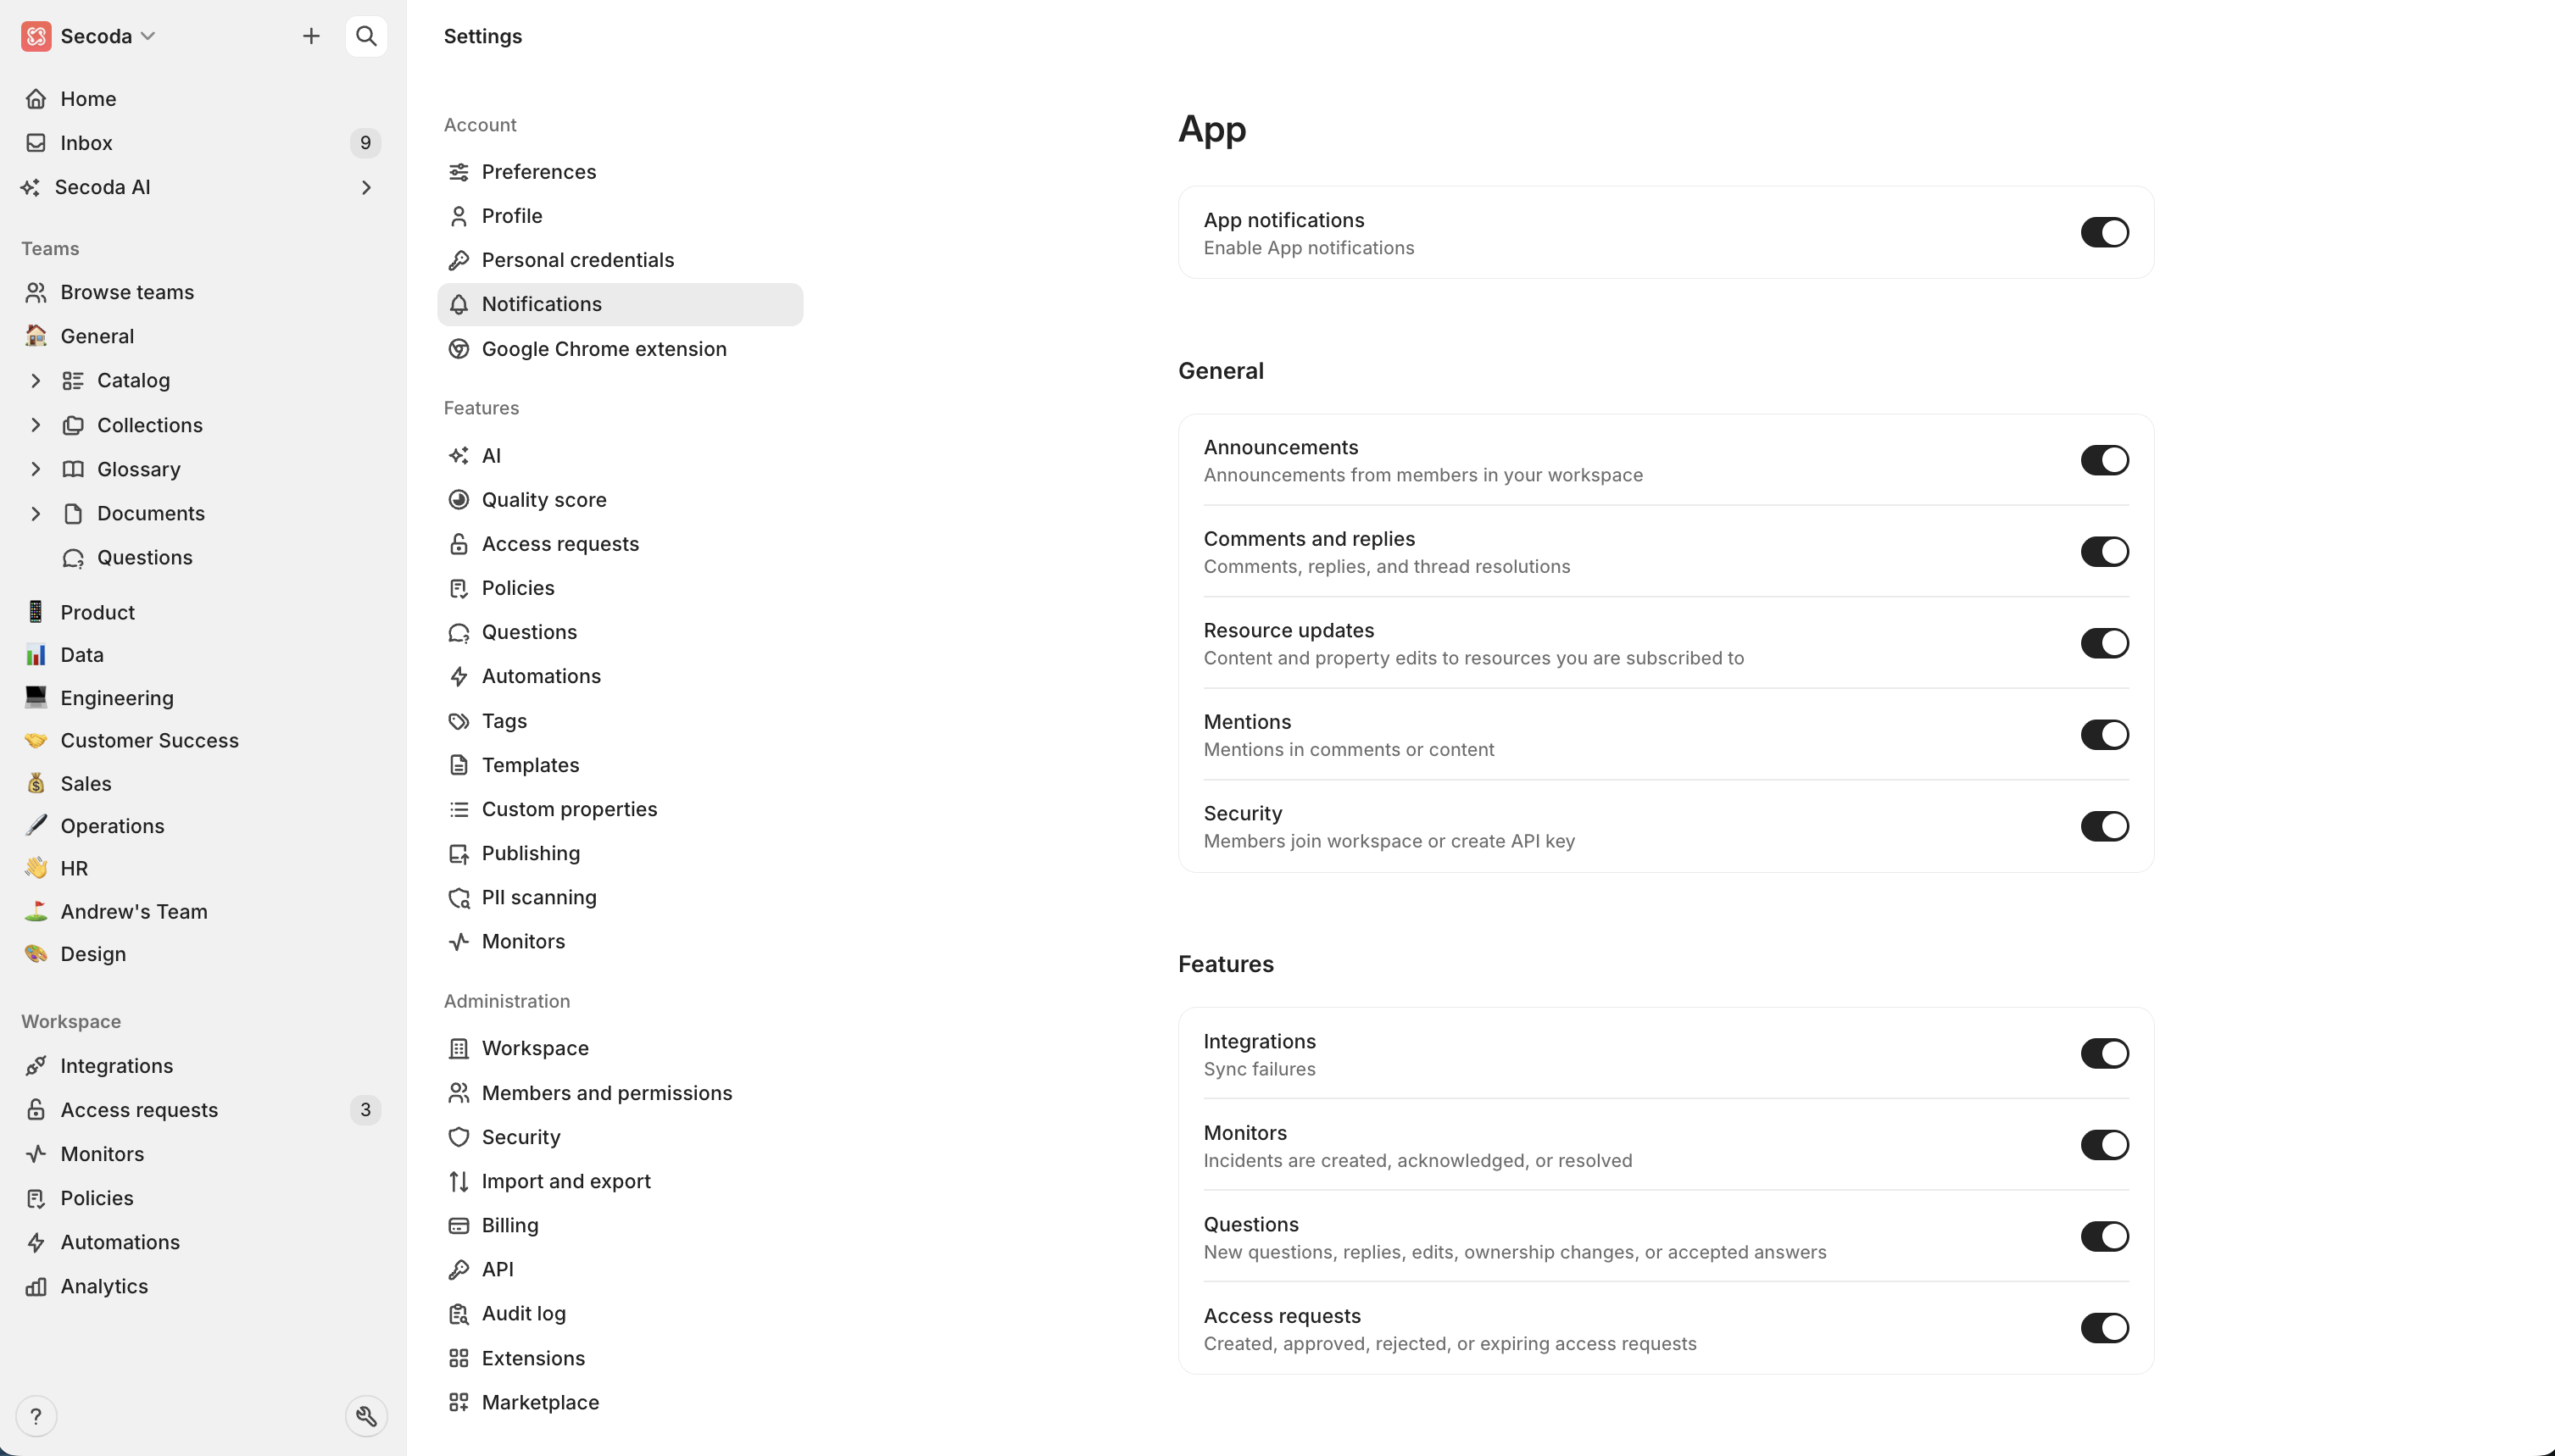 Secoda
Home
Inbox
9
Secoda AI
Teams
Browse teams
General
Catalog
Collections
Glossary
Documents
Questions
Product
Data
Engineering
Customer Success
Sales
Operations
HR
Andrew's Team
Design
Workspace
Integrations
Access requests
3
Monitors
Policies
Automations
Analytics
?
Settings
Account
Preferences
Profile
Personal credentials
Notifications
Google Chrome extension
Features
AI
Quality score
Access requests
Policies
Questions
Automations
Tags
Templates
Custom properties
Publishing
PII scanning
Monitors
Administration
Workspace
Members and permissions
Security
Import and export
Billing
API
Audit log
Extensions
Marketplace
App
App notifications
Enable App notifications
General
Announcements
Announcements from members in your workspace
Comments and replies
Comments, replies, and thread resolutions
Resource updates
Content and property edits to resources you are subscribed to
Mentions
Mentions in comments or content
Security
Members join workspace or create API key
Features
Integrations
Sync failures
Monitors
Incidents are created, acknowledged, or resolved
Questions
New questions, replies, edits, ownership changes, or accepted answers
Access requests
Created, approved, rejected, or expiring access requests